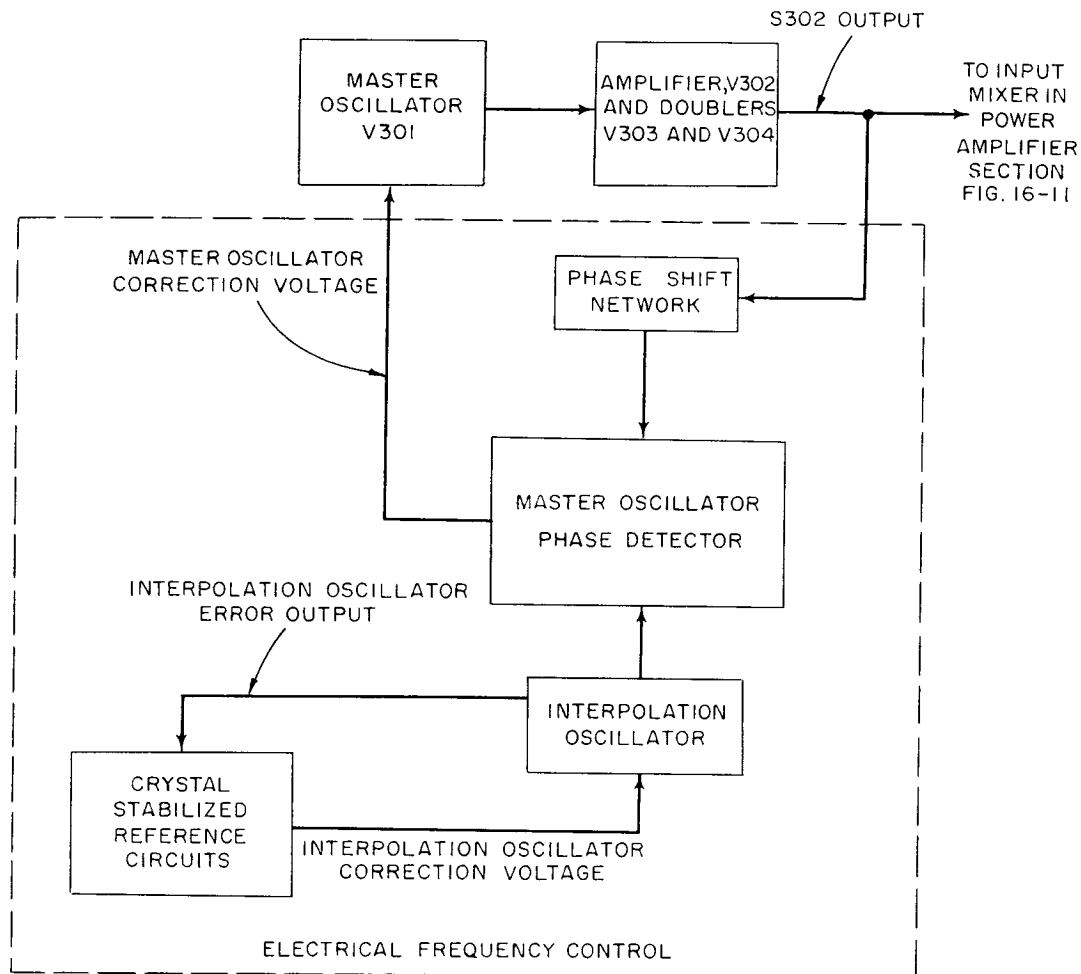 S302 OUTPUT
MASTER
OSCILLATOR
V301
AMPLIFIER, V302
AND DOUBLERS
V303 AND V304
TO INPUT
MIXER IN
POWER
AMPLIFIER
SECTION
FIG. 16-11
MASTER OSCILLATOR
CORRECTION VOLTAGE
PHASE SHIFT
NETWORK
MASTER OSCILLATOR
PHASE DETECTOR
INTERPOLATION OSCILLATOR
ERROR OUTPUT
INTERPOLATION
OSCILLATOR
CRYSTAL
STABILIZED
REFERENCE
CIRCUITS
INTERPOLATION OSCILLATOR
CORRECTION VOLTAGE
ELECTRICAL FREQUENCY CONTROL